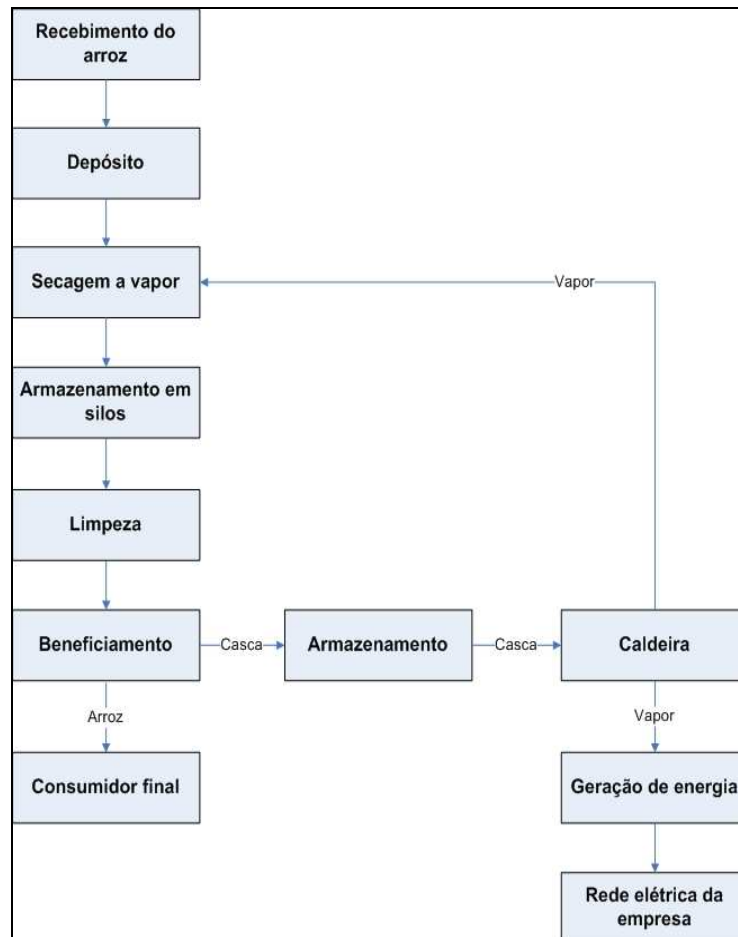 Recebimento do
arroz
Depósito
Secagem a vapor
Vapor
Armazenamento em
silos
Limpeza
Beneficiamento
Casca
Armazenamento
Casca
Caldeira
Arroz
Vapor
Consumidor final
Geração de energia
Rede elétrica da
empresa